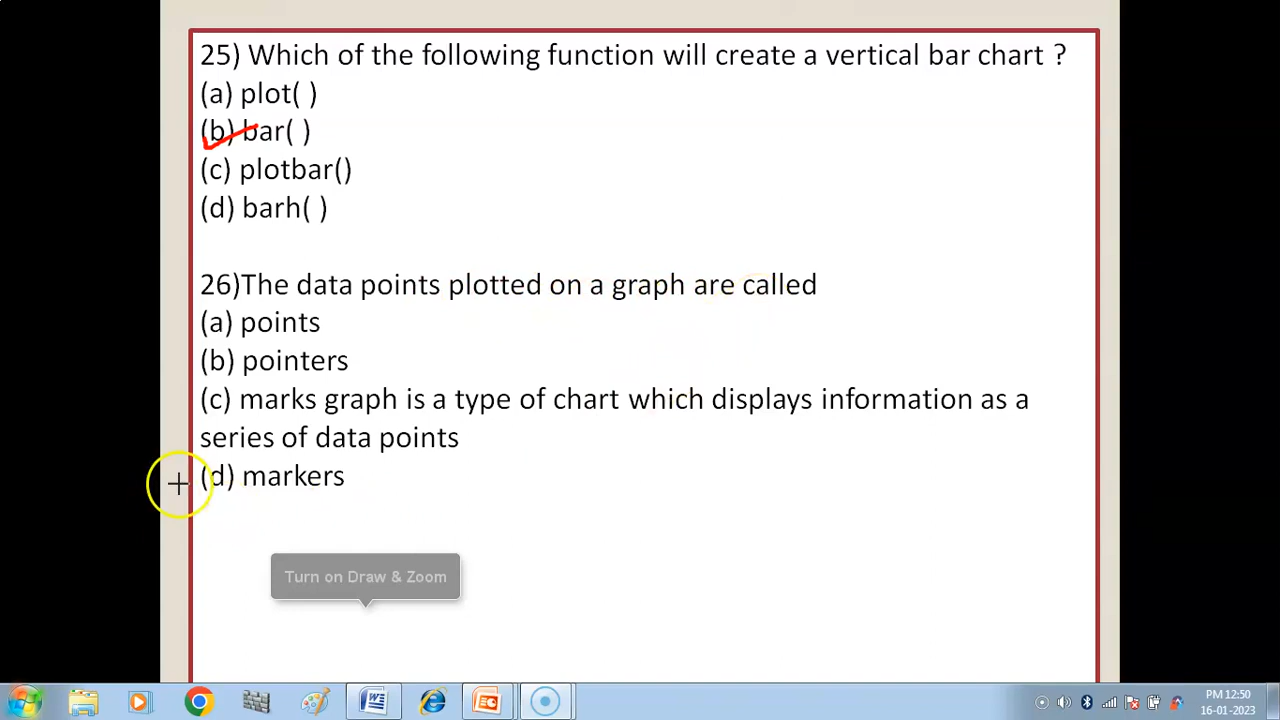 25) Which of the following function will create a vertical bar chart ?
(a) plot( )
(b) bar( )
(c) plotbar()
(d) barh( )
26)The data points plotted on a graph are called
(a) points
(b) pointers
(c) marks graph is a type of chart which displays information as a
series of data points
(d) markers
Turn on Draw & Zoom
PM 12:50
16-01-2023